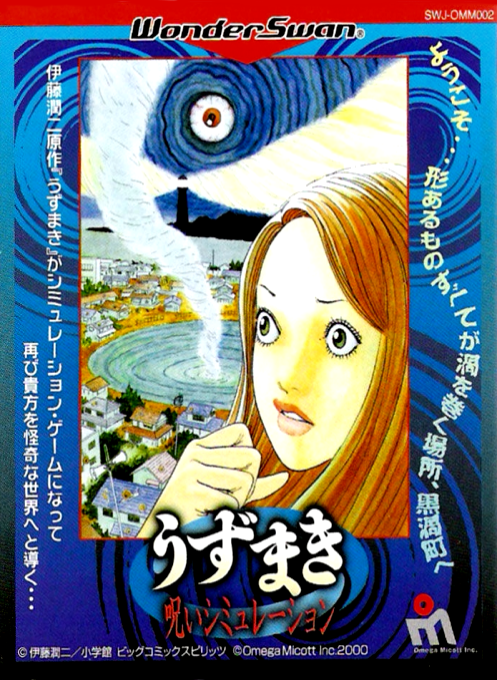 SWJ-OMM002
WonderSwan®
ようこそ…形あるものすべてが渦を巻く場所、黒渦町へ
伊藤潤二原作『うずまき』がシミュレーション・ゲームになって
再び貴方を怪奇な世界へと導く・・・
うずまき
呪いシミュレーション
Omega Micott Inc.
©伊藤潤二／小学館 ビッグコミックスピリッツ ©Omega Micott Inc.2000